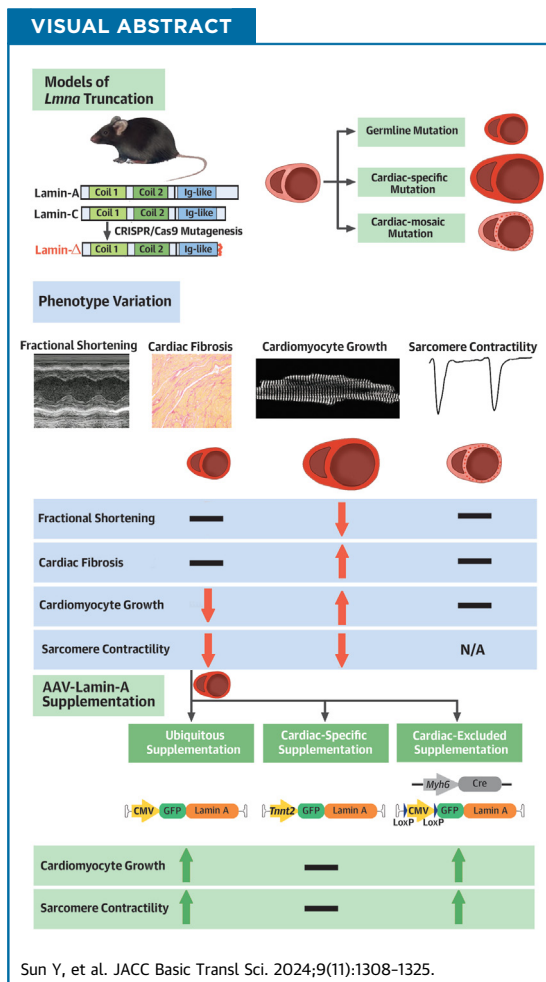 VISUAL ABSTRACT
Models of
Lmna Truncation
Lamin-A Coil 1 Coil 2 Ig-like
Lamin-C Coil 1 Coil 2 Ig-like
CRISPR/Cas9 Mutagenesis
Lamin-Δ Coil 1 Coil 2 Ig-like
Germline Mutation
Cardiac-specific
Mutation
Cardiac-mosaic
Mutation
Phenotype Variation
Fractional Shortening Cardiac Fibrosis Cardiomyocyte Growth Sarcomere Contractility
Fractional Shortening
Cardiac Fibrosis
Cardiomyocyte Growth
Sarcomere Contractility N/A
AAV-Lamin-A
Supplementation
Ubiquitous
Supplementation
Cardiac-Specific
Supplementation
Cardiac-Excluded
Supplementation
Myh6 Cre
CMV GFP Lamin A
Tnnt2 GFP Lamin A
CMV GFP Lamin A
LoxP LoxP
Cardiomyocyte Growth
Sarcomere Contractility
Sun Y, et al. JACC Basic Transl Sci. 2024;9(11):1308-1325.